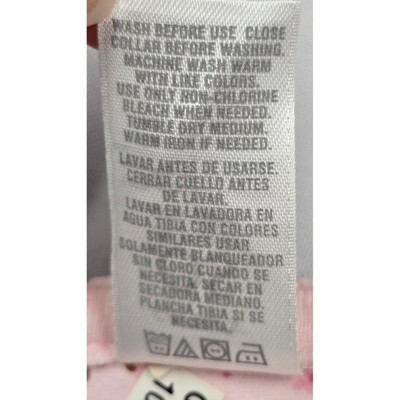 WASH BEFORE USE. CLOSE
COLLAR BEFORE WASHING.
MACHINE WASH WARM
WITH LIKE COLORS.
USE ONLY NON-CHLORINE
BLEACH WHEN NEEDED.
TUMBLE DRY MEDIUM.
WARM IRON IF NEEDED.
LAVAR ANTES DE USARSE.
CERRAR CUELLO ANTES
DE LAVAR.
LAVAR EN LAVADORA EN
AGUA TIBIA CON COLORES
SIMILARES USAR
SOLAMENTE BLANQUEADOR
SIN CLORO CUANDO SE
NECESITA, SECAR EN
SECADORA MEDIANO.
PLANCHA TIBIA SI SE
NECESITA.